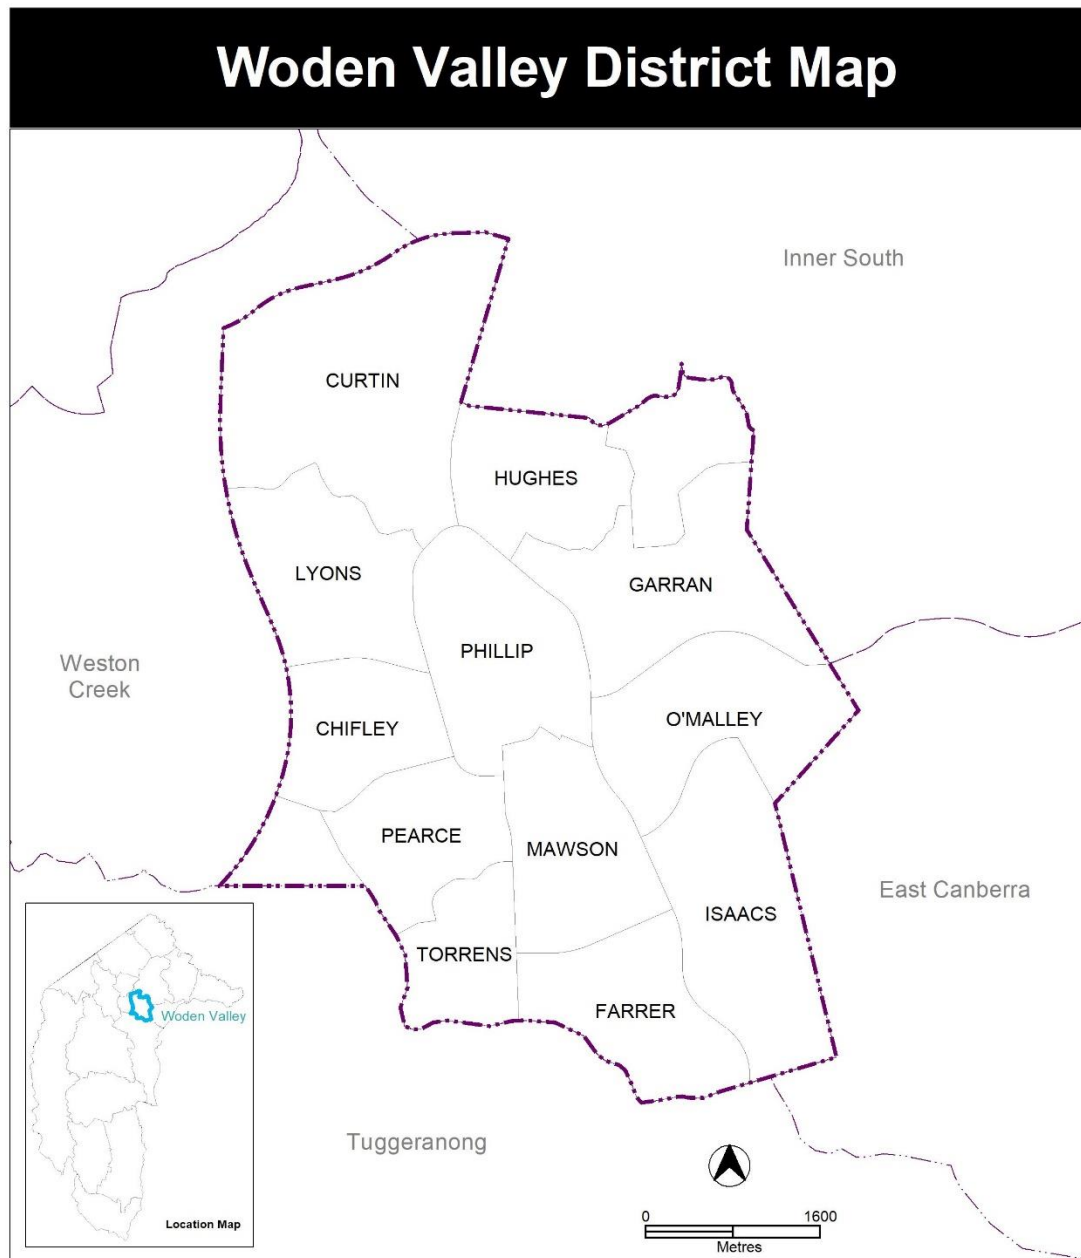 Woden Valley District Map
Inner South
CURTIN
HUGHES
LYONS
GARRAN
PHILLIP
Weston
Creek
O'MALLEY
CHIFLEY
PEARCE
MAWSON
East Canberra
ISAACS
TORRENS
FARRER
Woden Valley
Location Map
Tuggeranong
0 1600
Metres